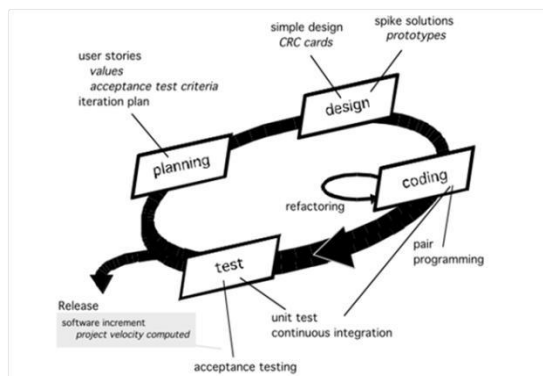 simple design
CRC cards
spike solutions
prototypes
user stories
values
acceptance test criteria
iteration plan
design
planning
coding
refactoring
test
pair
programming
Release
software increment
project velocity computed
unit test
continuous integration
acceptance testing